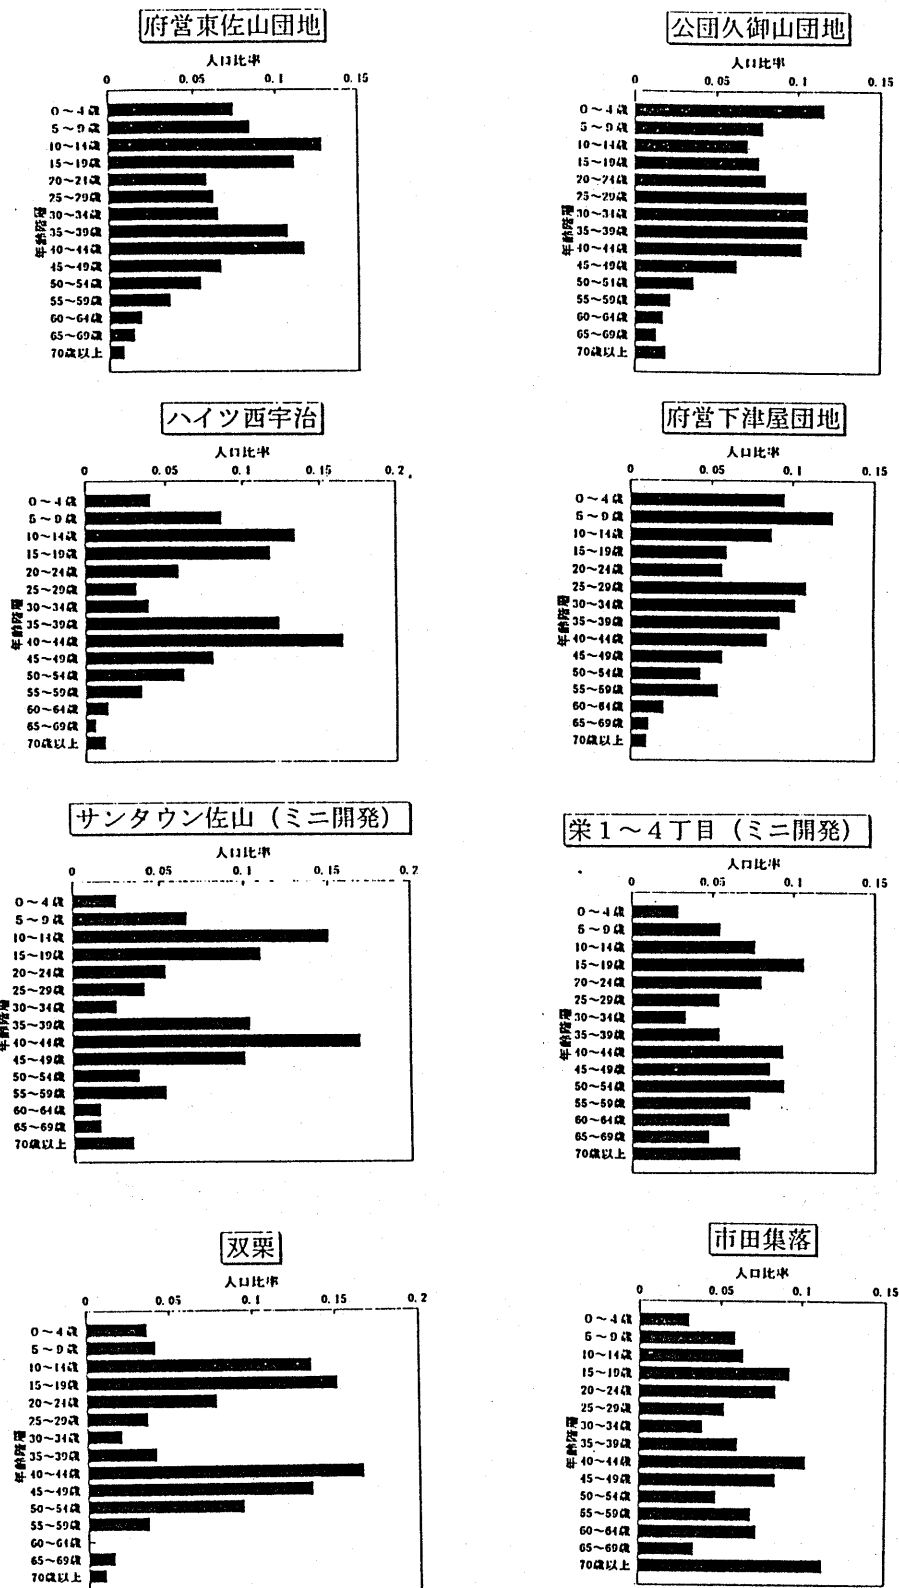 府営東佐山団地
人口比率
0 0.05 0.1 0.15
年齢階層
0～4歳
5～9歳
10～14歳
15～19歳
20～24歳
25～29歳
30～34歳
35～39歳
40～44歳
45～49歳
50～54歳
55～59歳
60～64歳
65～69歳
70歳以上
公団久御山団地
人口比率
0 0.05 0.1 0.15
年齢階層
0～4歳
5～9歳
10～14歳
15～19歳
20～24歳
25～29歳
30～34歳
35～39歳
40～44歳
45～49歳
50～54歳
55～59歳
60～64歳
65～69歳
70歳以上
ハイツ西宇治
人口比率
0 0.05 0.1 0.15 0.2
年齢階層
0～4歳
5～9歳
10～14歳
15～19歳
20～24歳
25～29歳
30～34歳
35～39歳
40～44歳
45～49歳
50～54歳
55～59歳
60～64歳
65～69歳
70歳以上
府営下津屋団地
人口比率
0 0.05 0.1 0.15
年齢階層
0～4歳
5～9歳
10～14歳
15～19歳
20～24歳
25～29歳
30～34歳
35～39歳
40～44歳
45～49歳
50～54歳
55～59歳
60～64歳
65～69歳
70歳以上
サンタウン佐山（ミニ開発）
人口比率
0 0.05 0.1 0.15 0.2
年齢階層
0～4歳
5～9歳
10～14歳
15～19歳
20～24歳
25～29歳
30～34歳
35～39歳
40～44歳
45～49歳
50～54歳
55～59歳
60～64歳
65～69歳
70歳以上
栄1～4丁目（ミニ開発）
人口比率
0 0.05 0.1 0.15
年齢階層
0～4歳
5～9歳
10～14歳
15～19歳
20～24歳
25～29歳
30～34歳
35～39歳
40～44歳
45～49歳
50～54歳
55～59歳
60～64歳
65～69歳
70歳以上
双栗
人口比率
0 0.05 0.1 0.15 0.2
年齢階層
0～4歳
5～9歳
10～14歳
15～19歳
20～24歳
25～29歳
30～34歳
35～39歳
40～44歳
45～49歳
50～54歳
55～59歳
60～64歳
65～69歳
70歳以上
市田集落
人口比率
0 0.05 0.1 0.15
年齢階層
0～4歳
5～9歳
10～14歳
15～19歳
20～24歳
25～29歳
30～34歳
35～39歳
40～44歳
45～49歳
50～54歳
55～59歳
60～64歳
65～69歳
70歳以上